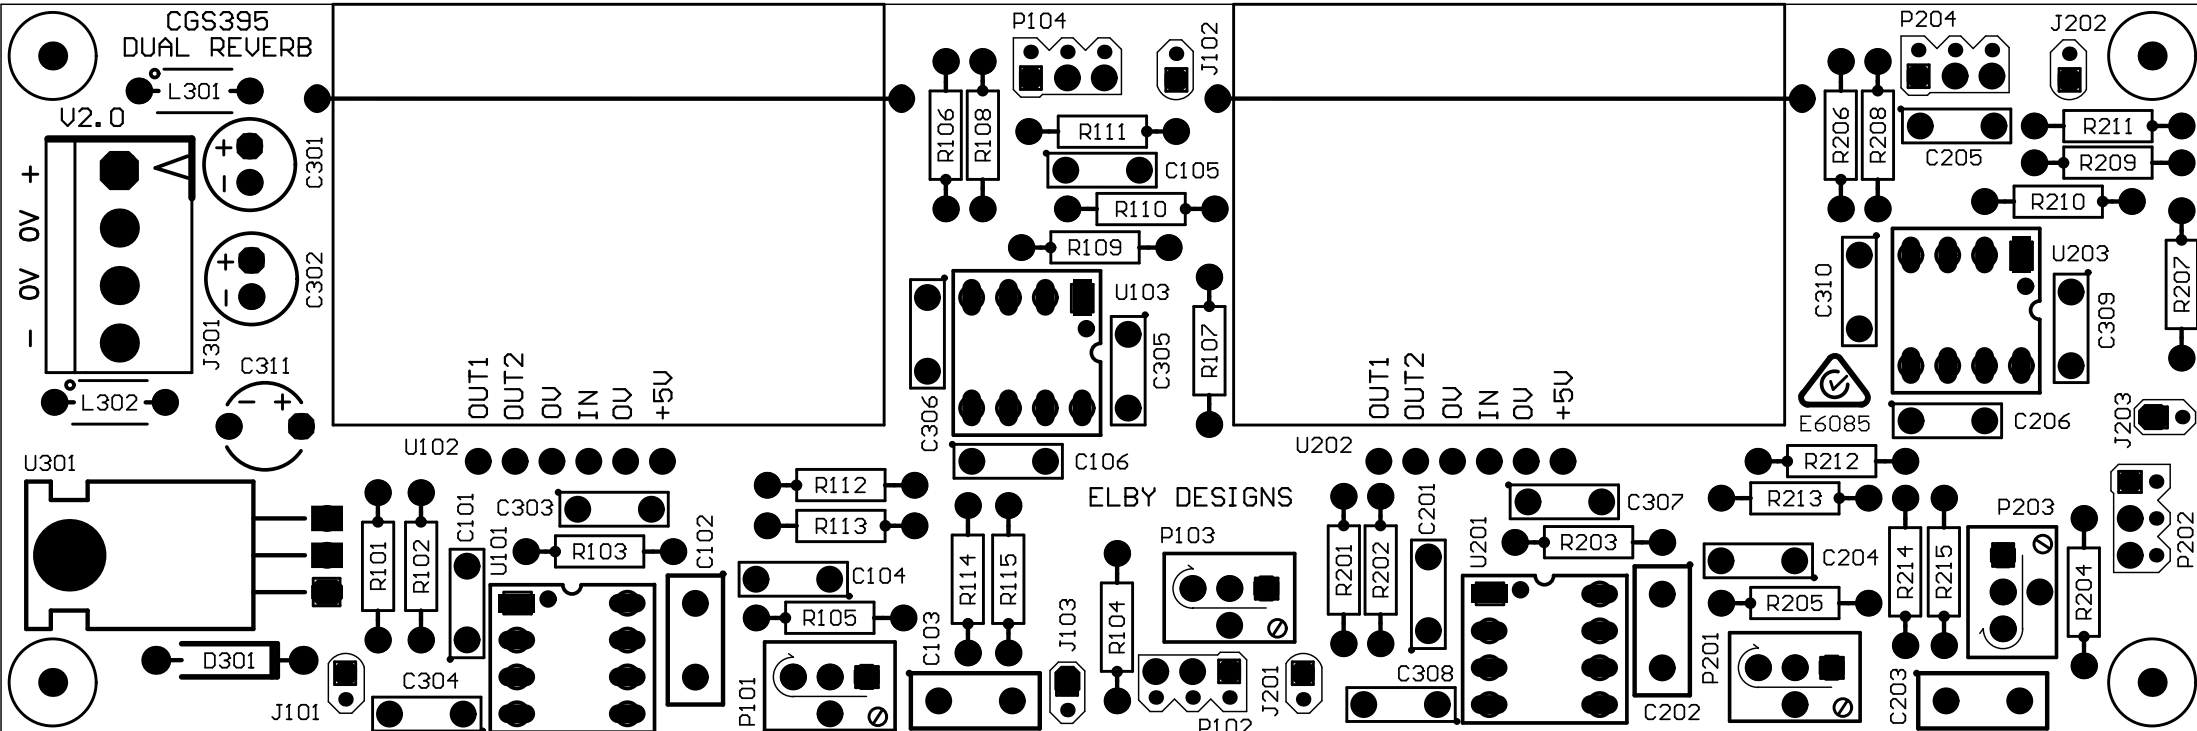 CGS395
DUAL REVERB
L301
V2.0
+
0V
0V
-
+
-
C301
+
-
C302
J301
C311
- +
L302
U301
D301
J101
OUT1
OUT2
0V
IN
0V
+5V
U102
R101
R102
C101
U101
C303
R103
C102
C304
R106
R108
P104
J102
R111
C105
R110
R109
U103
C306
C305
R107
C106
R112
R113
C104
R105
P101
C103
R114
R115
J103
ELBY DESIGNS
P103
R104
P102
J201
OUT1
OUT2
0V
IN
0V
+5V
U202
R201
R202
C201
U201
C307
R203
C308
C202
R206
R208
P204
J202
C205
R211
R209
R210
U203
C310
C309
R207
E6085
C206
J203
R212
R213
C204
R205
P201
R214
R215
P203
R204
P202
C203